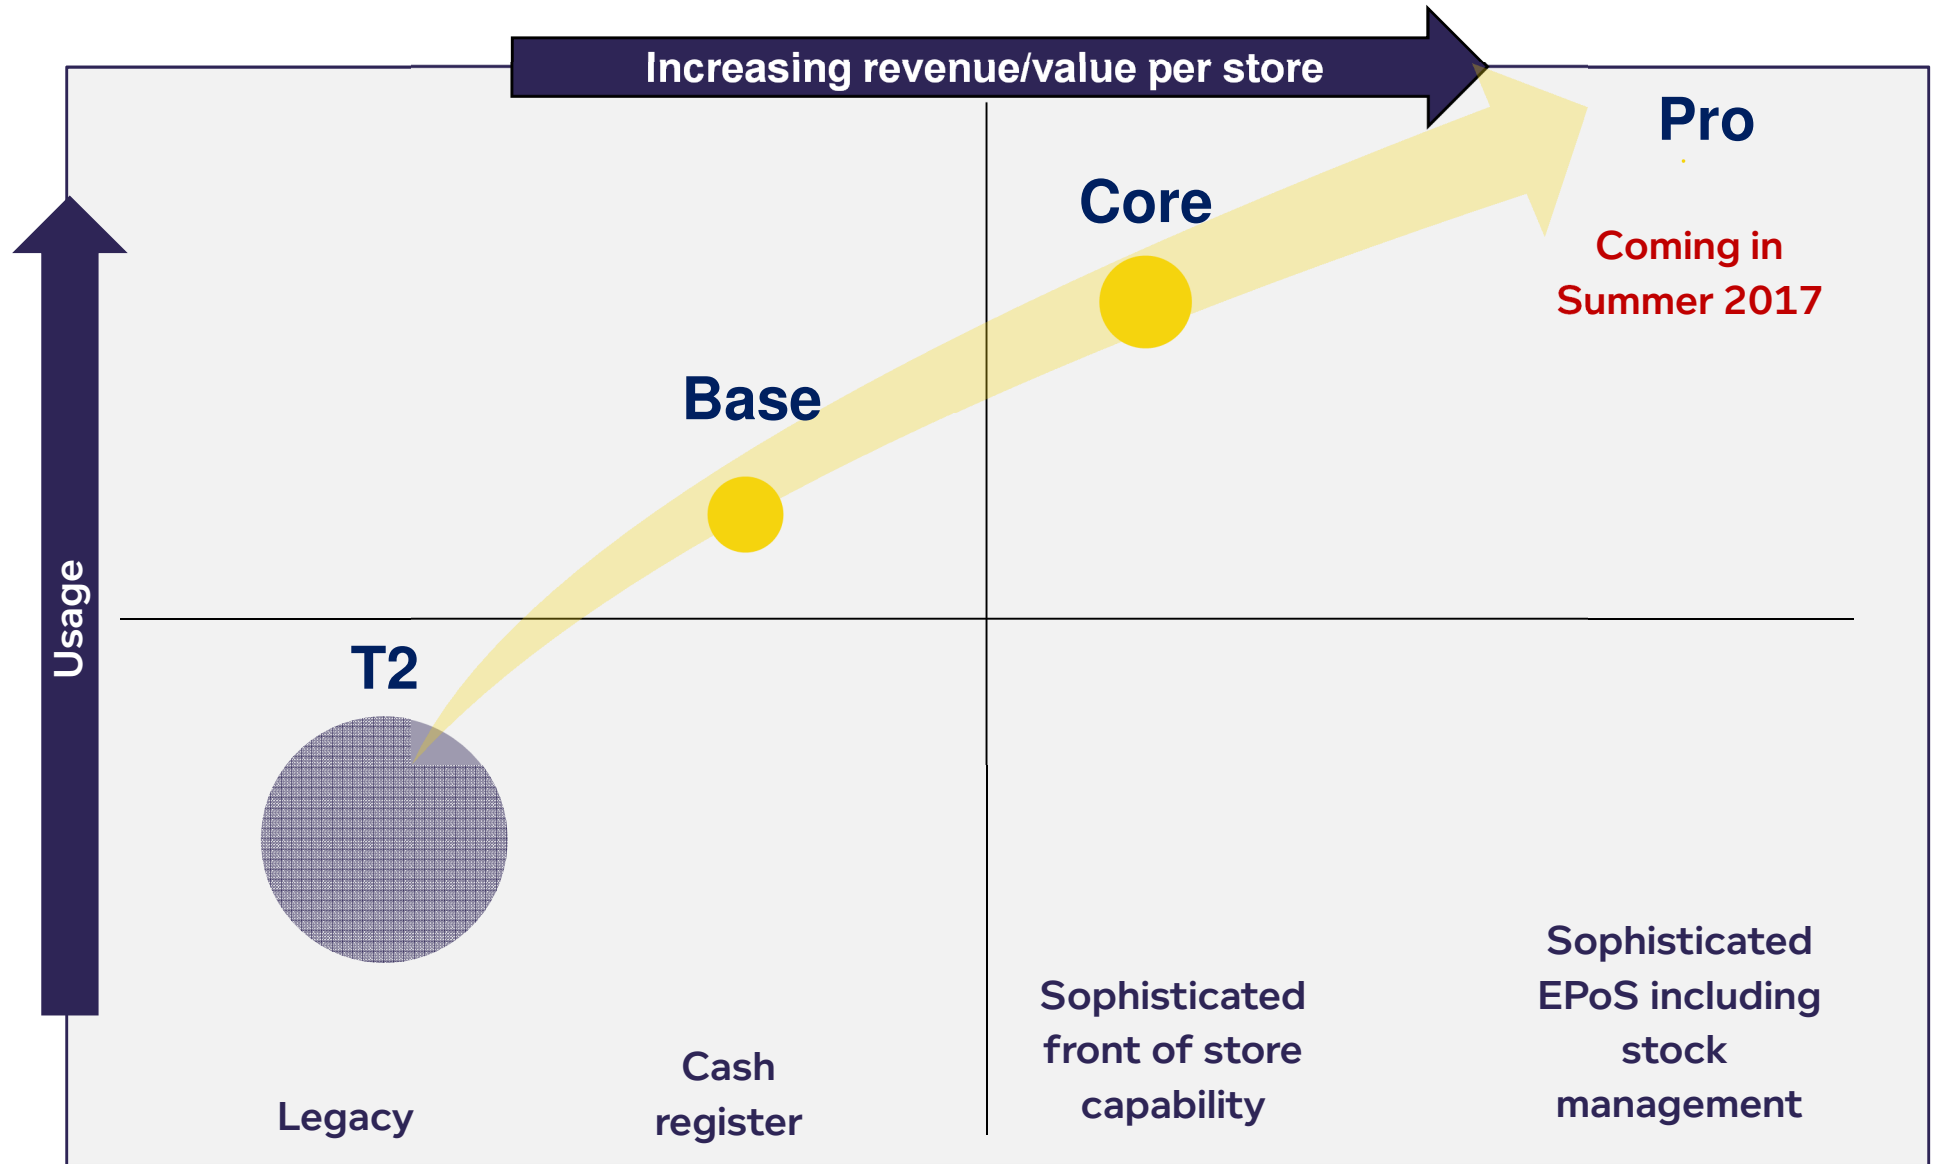 Increasing revenue/value per store
Pro
Core
Coming in
Summer 2017
Base
Usage
T2
Legacy
Cash
register
Sophisticated
front of store
capability
Sophisticated
EPoS including
stock
management